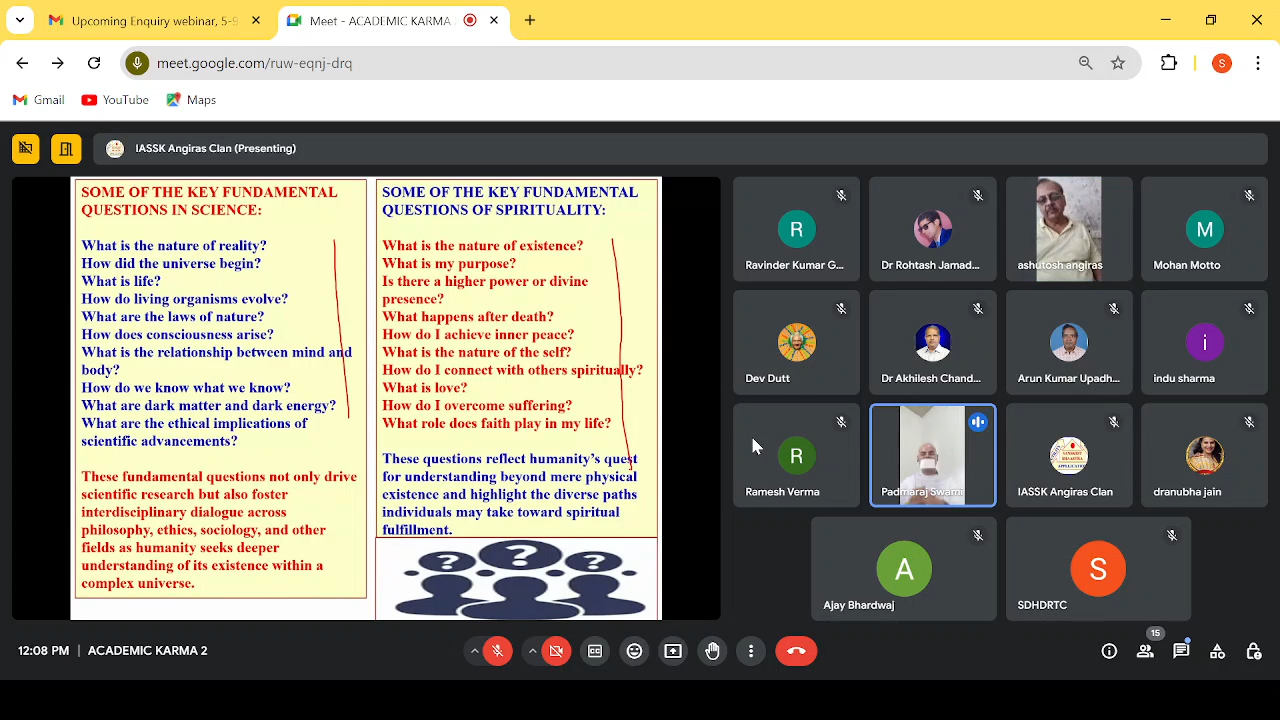 Upcoming Enquiry webinar, 5-9
Meet - ACADEMIC KARMA
meet.google.com/ruw-eqnj-drq
S
Gmail
YouTube
Maps
IASSK Angiras Clan (Presenting)
SOME OF THE KEY FUNDAMENTAL
QUESTIONS IN SCIENCE:
What is the nature of reality?
How did the universe begin?
What is life?
How do living organisms evolve?
What are the laws of nature?
How does consciousness arise?
What is the relationship between mind and
body?
How do we know what we know?
What are dark matter and dark energy?
What are the ethical implications of
scientific advancements?
These fundamental questions not only drive
scientific research but also foster
interdisciplinary dialogue across
philosophy, ethics, sociology, and other
fields as humanity seeks deeper
understanding of its existence within a
complex universe.
SOME OF THE KEY FUNDAMENTAL
QUESTIONS OF SPIRITUALITY:
What is the nature of existence?
What is my purpose?
Is there a higher power or divine
presence?
What happens after death?
How do I achieve inner peace?
What is the nature of the self?
How do I connect with others spiritually?
What is love?
How do I overcome suffering?
What role does faith play in my life?
These questions reflect humanity's quest
for understanding beyond mere physical
existence and highlight the diverse paths
individuals may take toward spiritual
fulfillment.
? ? ?
R
Ravinder Kumar G...
Dr Rohtash Jamad...
ashutosh angiras
M
Mohan Motto
Dev Dutt
Dr Akhilesh Chand...
Arun Kumar Upadh...
i
indu sharma
R
Ramesh Verma
Padmaraj Swami
IASSK Angiras Clan
dranubha jain
A
Ajay Bhardwaj
S
SDHDRTC
12:08 PM
ACADEMIC KARMA 2
15